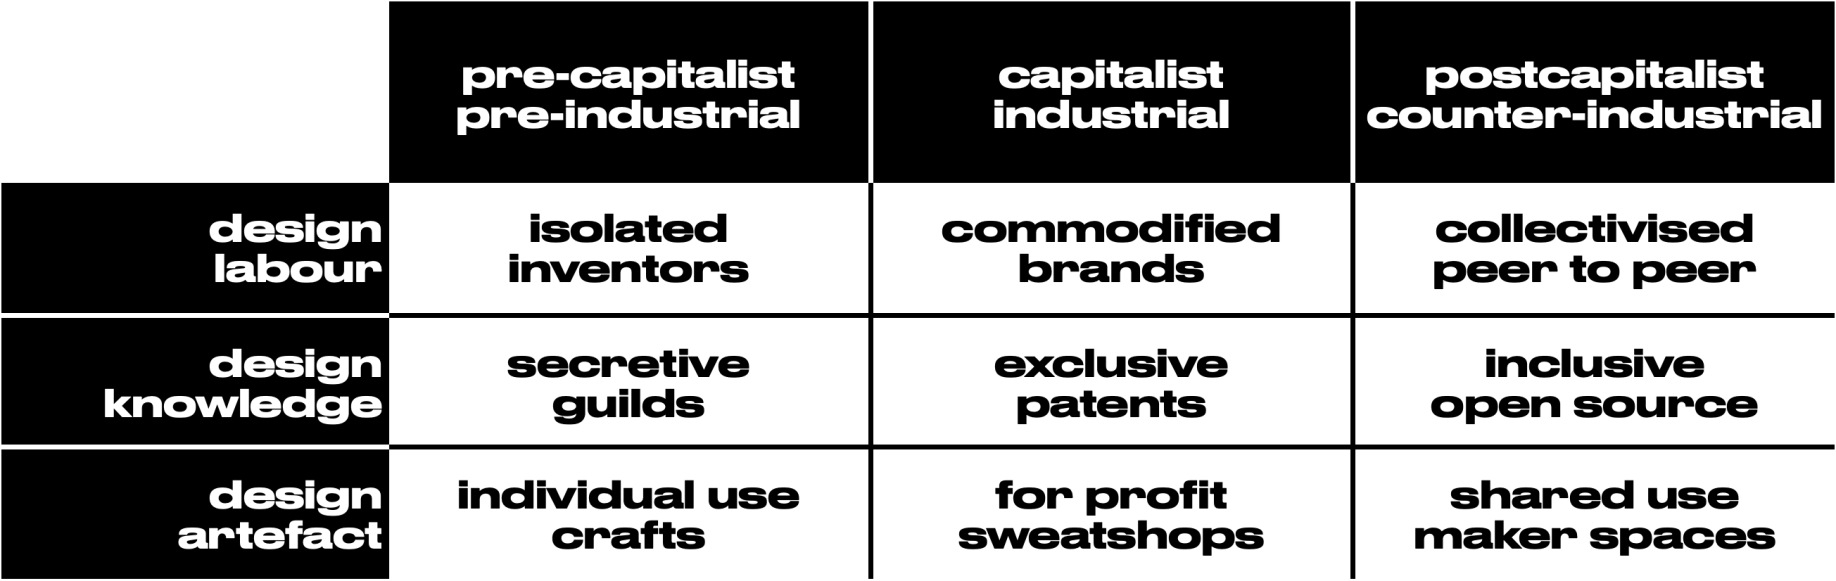 pre-capitalist
pre-industrial
capitalist
industrial
postcapitalist
counter-industrial
design
labour
isolated
inventors
commodified
brands
collectivised
peer to peer
design
knowledge
secretive
guilds
exclusive
patents
inclusive
open source
design
artefact
individual use
crafts
for profit
sweatshops
shared use
maker spaces